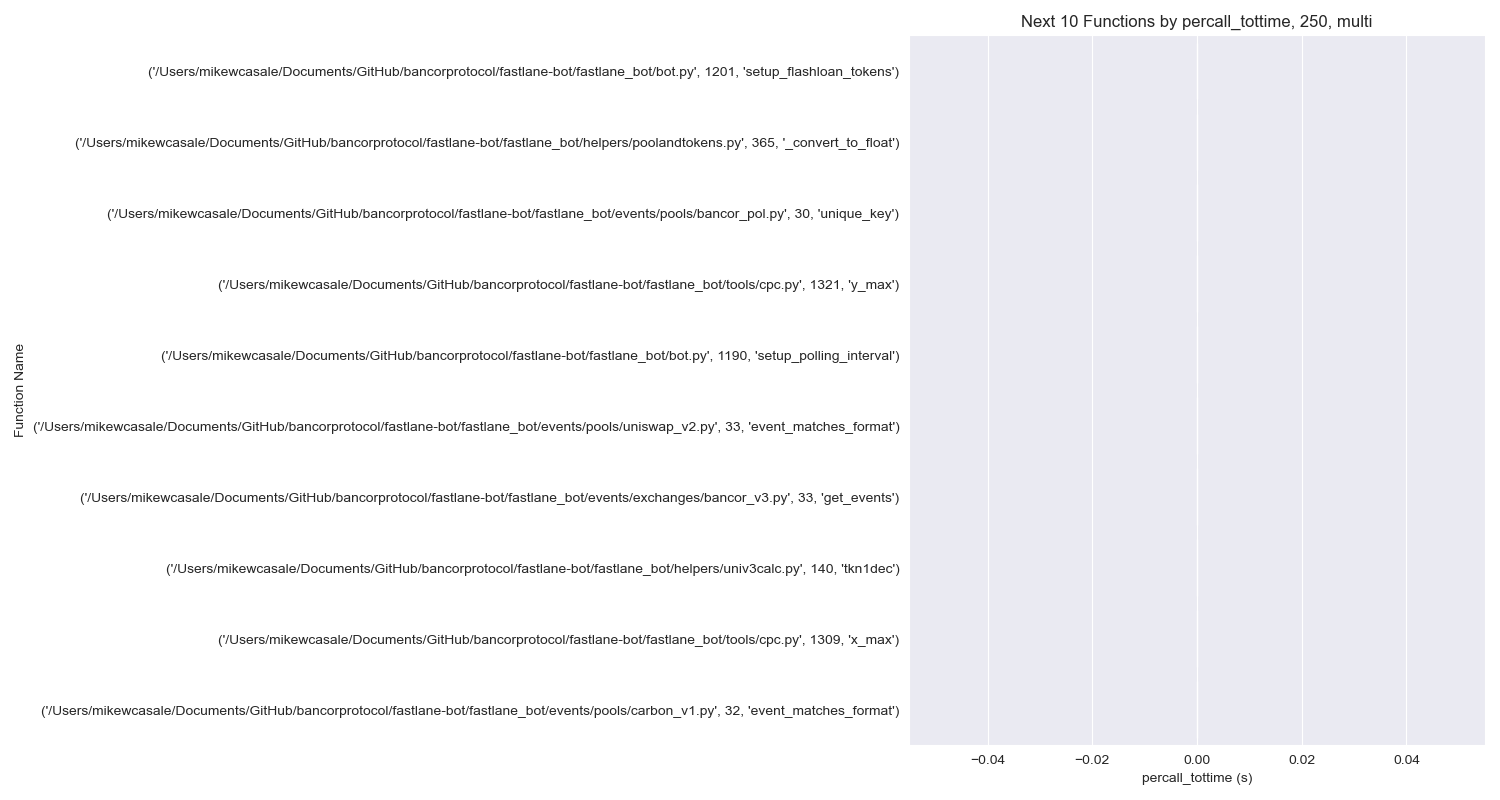 Next 10 Functions by percall_tottime, 250, multi
('/Users/mikewcasale/Documents/GitHub/bancorprotocol/fastlane-bot/fastlane_bot/bot.py', 1201, 'setup_flashloan_tokens')
('/Users/mikewcasale/Documents/GitHub/bancorprotocol/fastlane-bot/fastlane_bot/helpers/poolandtokens.py', 365, '_convert_to_float')
('/Users/mikewcasale/Documents/GitHub/bancorprotocol/fastlane-bot/fastlane_bot/events/pools/bancor_pol.py', 30, 'unique_key')
('/Users/mikewcasale/Documents/GitHub/bancorprotocol/fastlane-bot/fastlane_bot/tools/cpc.py', 1321, 'y_max')
('/Users/mikewcasale/Documents/GitHub/bancorprotocol/fastlane-bot/fastlane_bot/bot.py', 1190, 'setup_polling_interval')
Function Name
('/Users/mikewcasale/Documents/GitHub/bancorprotocol/fastlane-bot/fastlane_bot/events/pools/uniswap_v2.py', 33, 'event_matches_format')
('/Users/mikewcasale/Documents/GitHub/bancorprotocol/fastlane-bot/fastlane_bot/events/exchanges/bancor_v3.py', 33, 'get_events')
('/Users/mikewcasale/Documents/GitHub/bancorprotocol/fastlane-bot/fastlane_bot/helpers/univ3calc.py', 140, 'tkn1dec')
('/Users/mikewcasale/Documents/GitHub/bancorprotocol/fastlane-bot/fastlane_bot/tools/cpc.py', 1309, 'x_max')
('/Users/mikewcasale/Documents/GitHub/bancorprotocol/fastlane-bot/fastlane_bot/events/pools/carbon_v1.py', 32, 'event_matches_format')
−0.04 −0.02 0.00 0.02 0.04
percall_tottime (s)